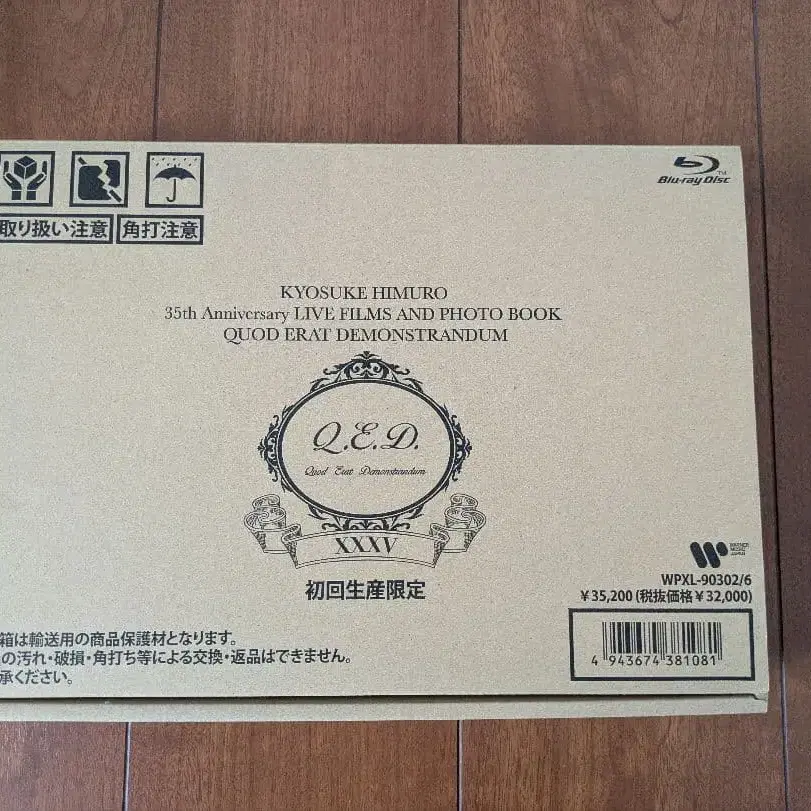 取り扱い注意 角打注意
Blu-ray Disc TM
KYOSUKE HIMURO
35th Anniversary LIVE FILMS AND PHOTO BOOK
QUOD ERAT DEMONSTRANDUM
Q.E.D.
Quod Erat Demonstrandum
XXXV
初回生産限定
WARNER MUSIC JAPAN
WPXL-90302/6
¥35,200(税抜価格¥32,000)
4 943674 381081
箱は輸送用の商品保護材となります。
の汚れ・破損・角打ち等による交換・返品はできません。
承ください。